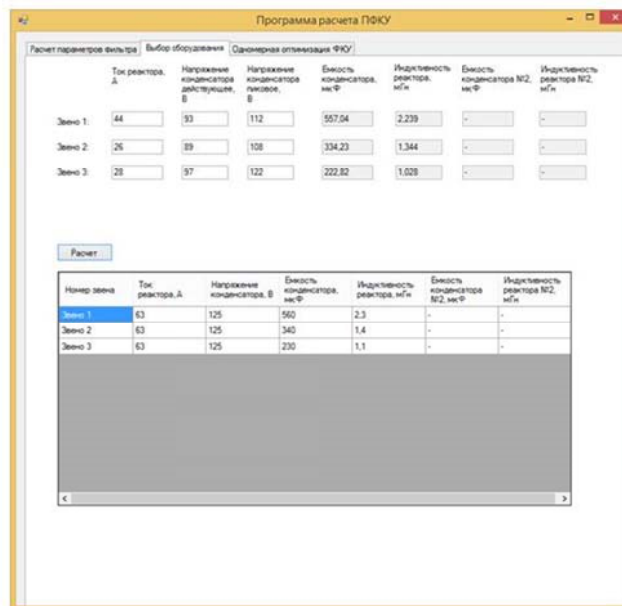 Программа расчета ПФКУ
Расчет параметров фильтра Выбор оборудования Одномерная оптимизация ФКУ
Ток реактора, А
Напряжение конденсатора действующее, В
Напряжение конденсатора пиковое, В
Емкость конденсатора, мкФ
Индуктивность реактора, мГн
Емкость конденсатора №2, мкФ
Индуктивность реактора №2, мГн
Звено 1: 44 93 112 557,04 2,239 - -
Звено 2: 26 89 108 334,23 1,344 - -
Звено 3: 28 97 122 222,82 1,028 - -
Расчет
Номер звена
Ток реактора, А
Напряжение конденсатора, В
Емкость конденсатора, мкФ
Индуктивность реактора, мГн
Емкость конденсатора №2, мкФ
Индуктивность реактора №2, мГн
Звено 1 63 125 560 2,3 - -
Звено 2 63 125 340 1,4 - -
Звено 3 63 125 230 1,1 - -